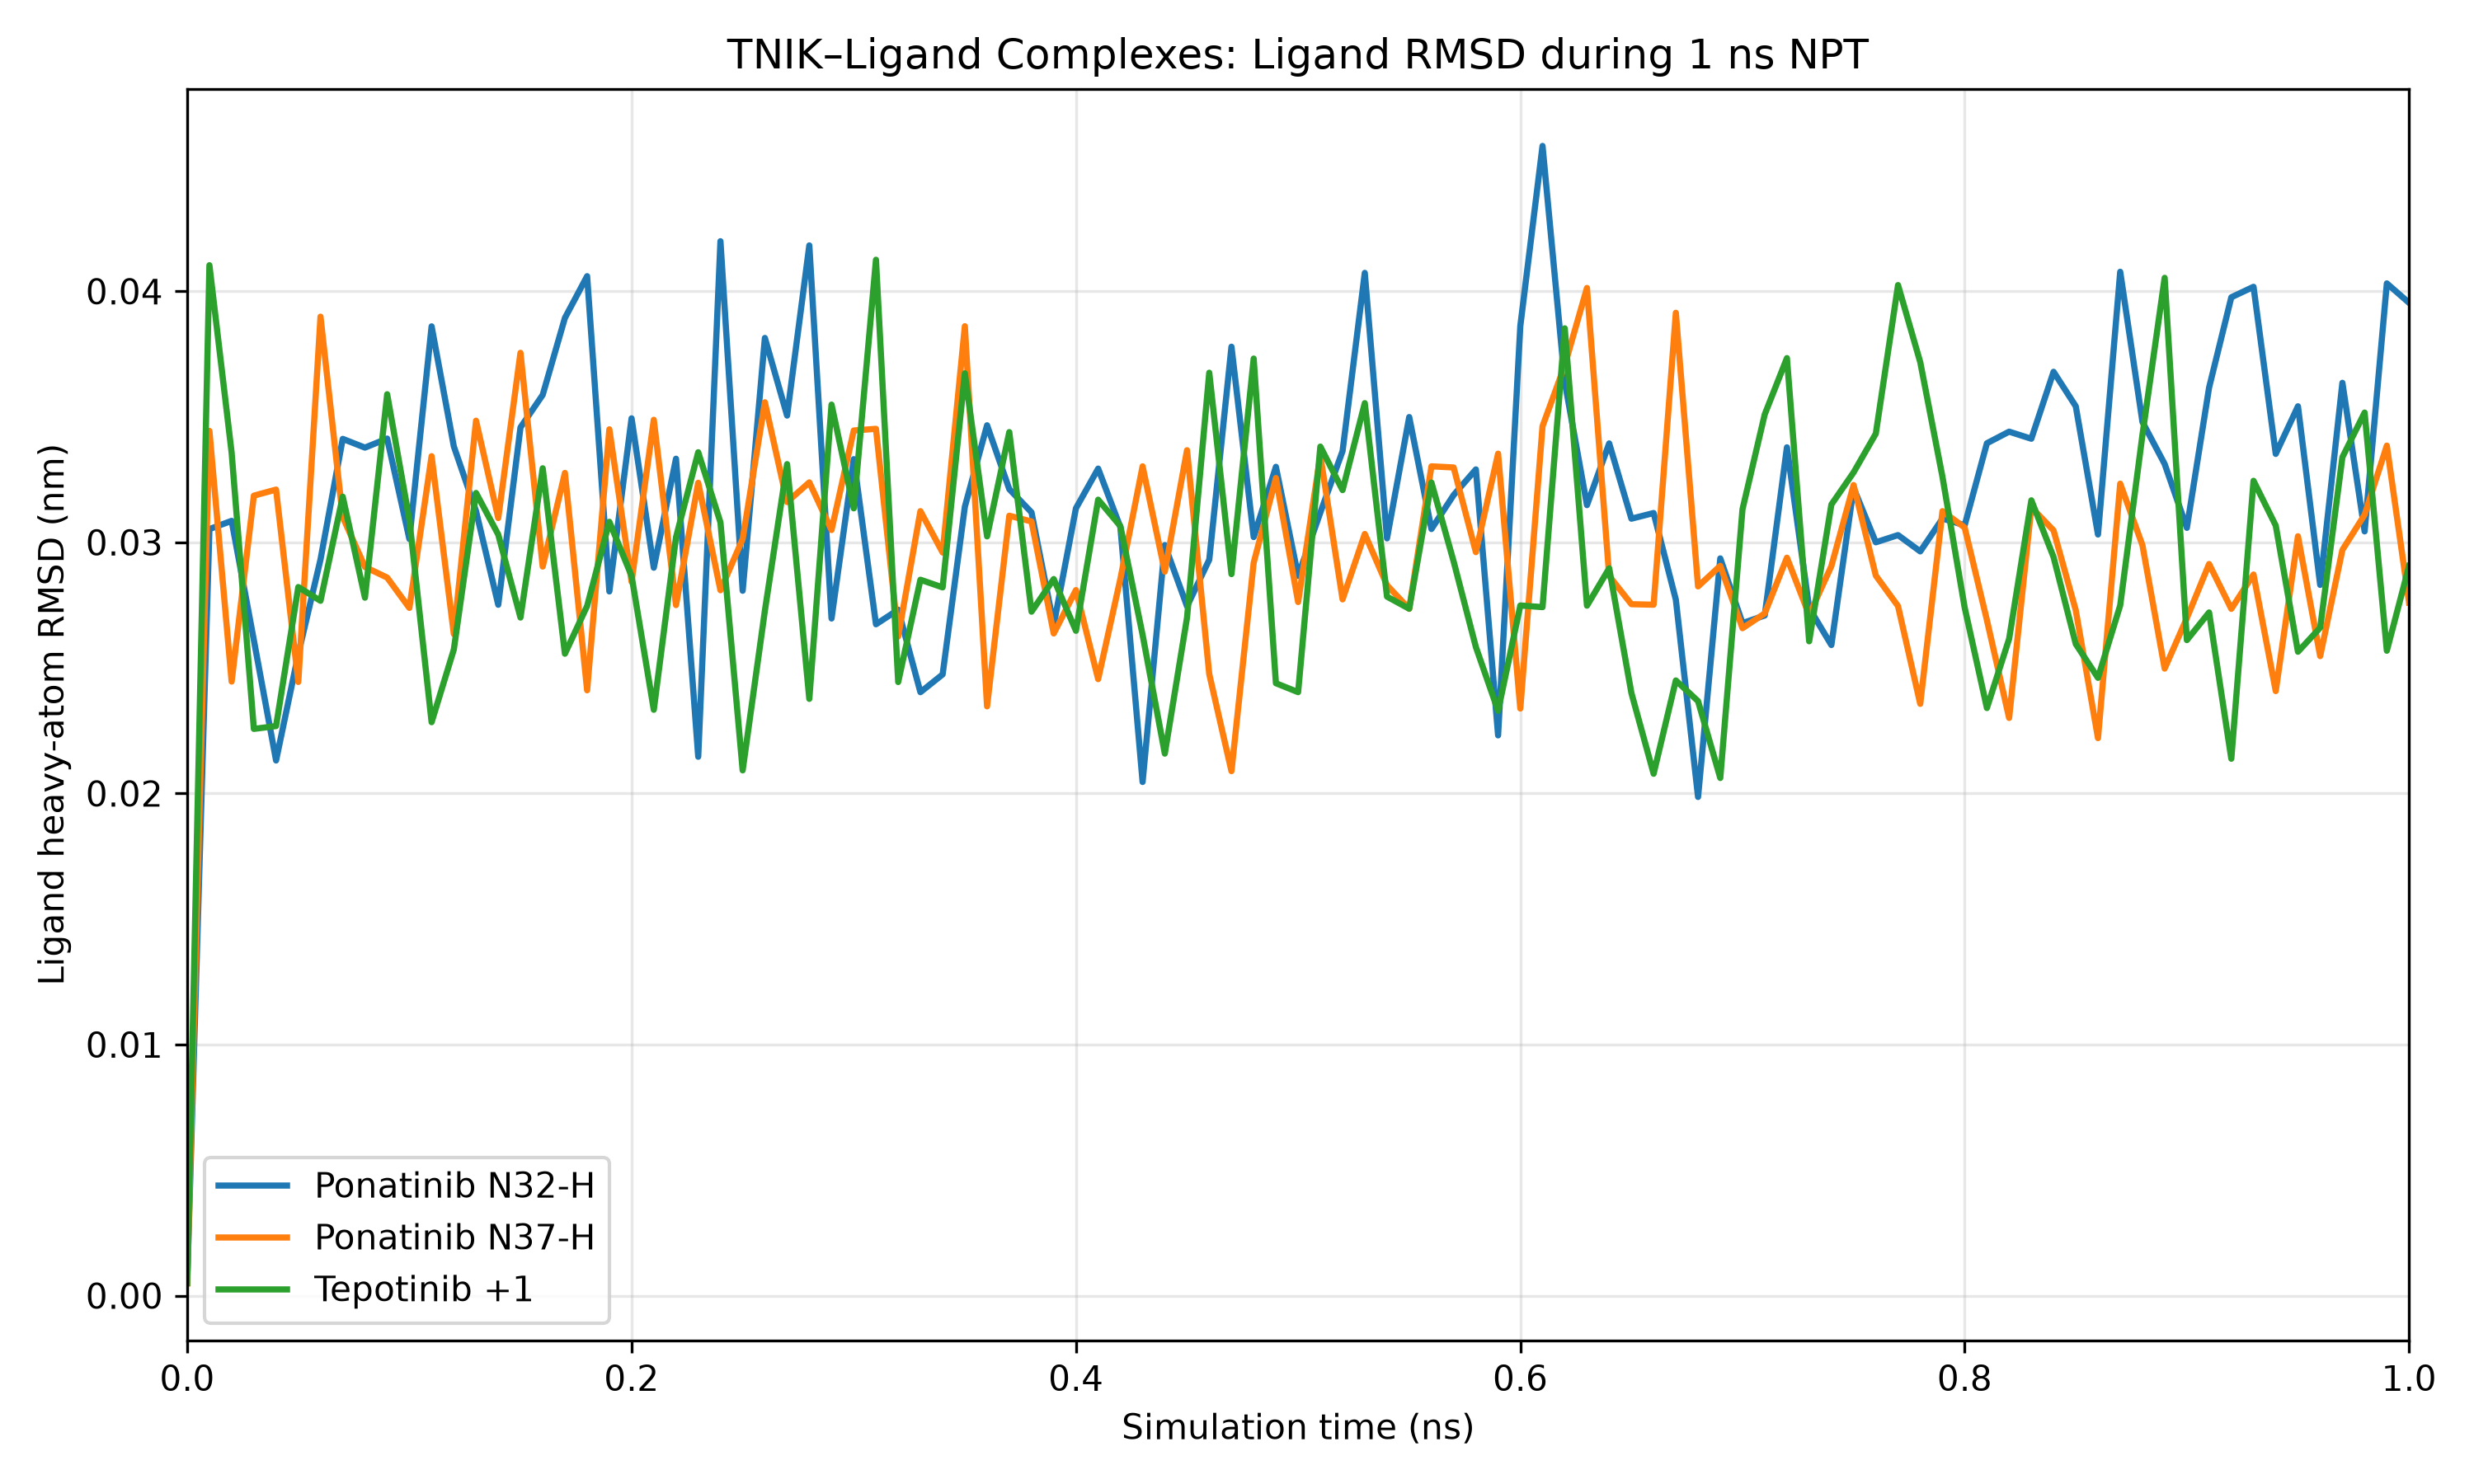 TNIK–Ligand Complexes: Ligand RMSD during 1 ns NPT
Ligand heavy-atom RMSD (nm)
0.04
0.03
0.02
0.01
0.00
Ponatinib N32-H
Ponatinib N37-H
Tepotinib +1
0.0 0.2 0.4 0.6 0.8 1.0
Simulation time (ns)